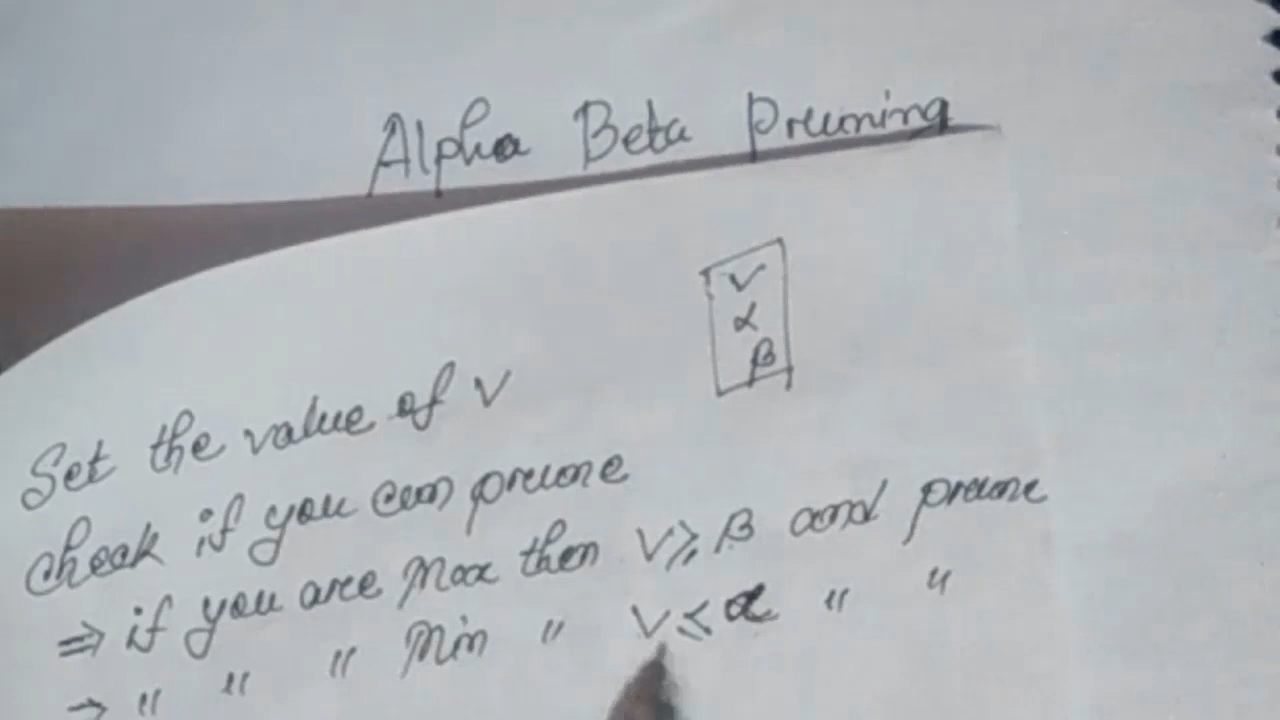 Alpha Beta Pruning
V
α
β
Set the value of V
check if you can prune
⇒ if you are Max then V ≥ β and prune
→ " " " Min " V ≤ α " "